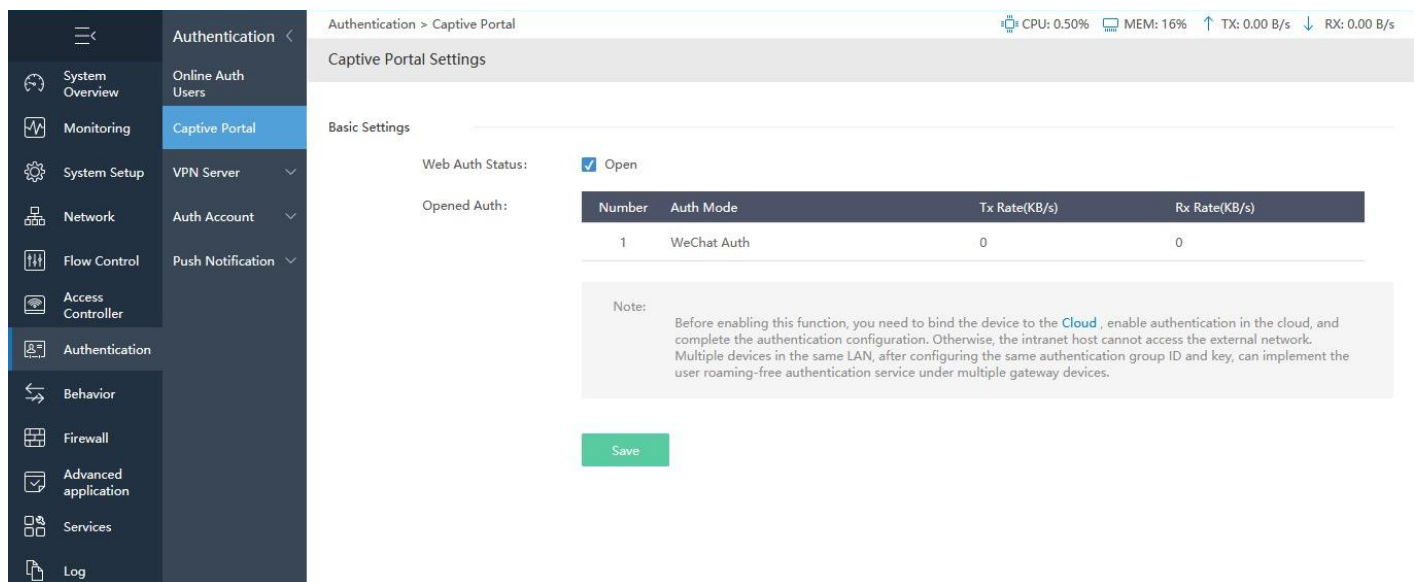 Authentication > Captive Portal
CPU: 0.50% MEM: 16% ↑ TX: 0.00 B/s ↓ RX: 0.00 B/s
System
Overview
Monitoring
System Setup
Network
Flow Control
Access
Controller
Authentication
Behavior
Firewall
Advanced
application
Services
Log
Authentication <
Online Auth
Users
Captive Portal
VPN Server
Auth Account
Push Notification
Captive Portal Settings
Basic Settings
Web Auth Status: Open
Opened Auth:
Number Auth Mode Tx Rate(KB/s) Rx Rate(KB/s)
1 WeChat Auth 0 0
Note:
Before enabling this function, you need to bind the device to the Cloud , enable authentication in the cloud, and
complete the authentication configuration. Otherwise, the intranet host cannot access the external network.
Multiple devices in the same LAN, after configuring the same authentication group ID and key, can implement the
user roaming-free authentication service under multiple gateway devices.
Save